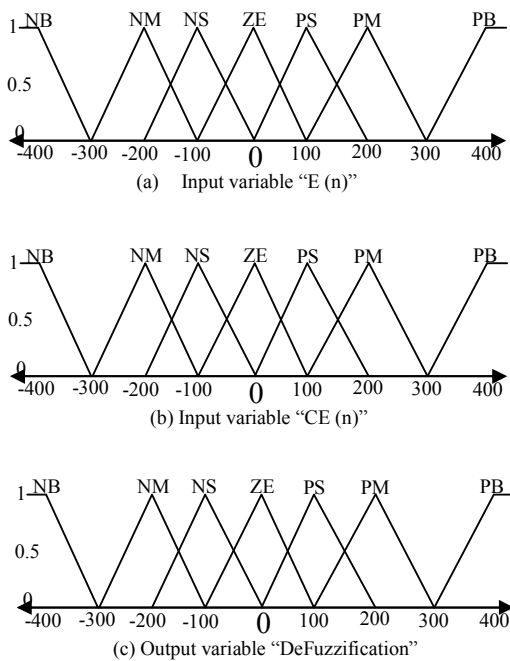 NB NM NS ZE PS PM PB
1
0.5
0
-400 -300 -200 -100 0 100 200 300 400
(a) Input variable “E (n)”
NB NM NS ZE PS PM PB
1
0.5
0
-400 -300 -200 -100 0 100 200 300 400
(b) Input variable “CE (n)”
NB NM NS ZE PS PM PB
1
0.5
0
-400 -300 -200 -100 0 100 200 300 400
(c) Output variable “DeFuzzification”